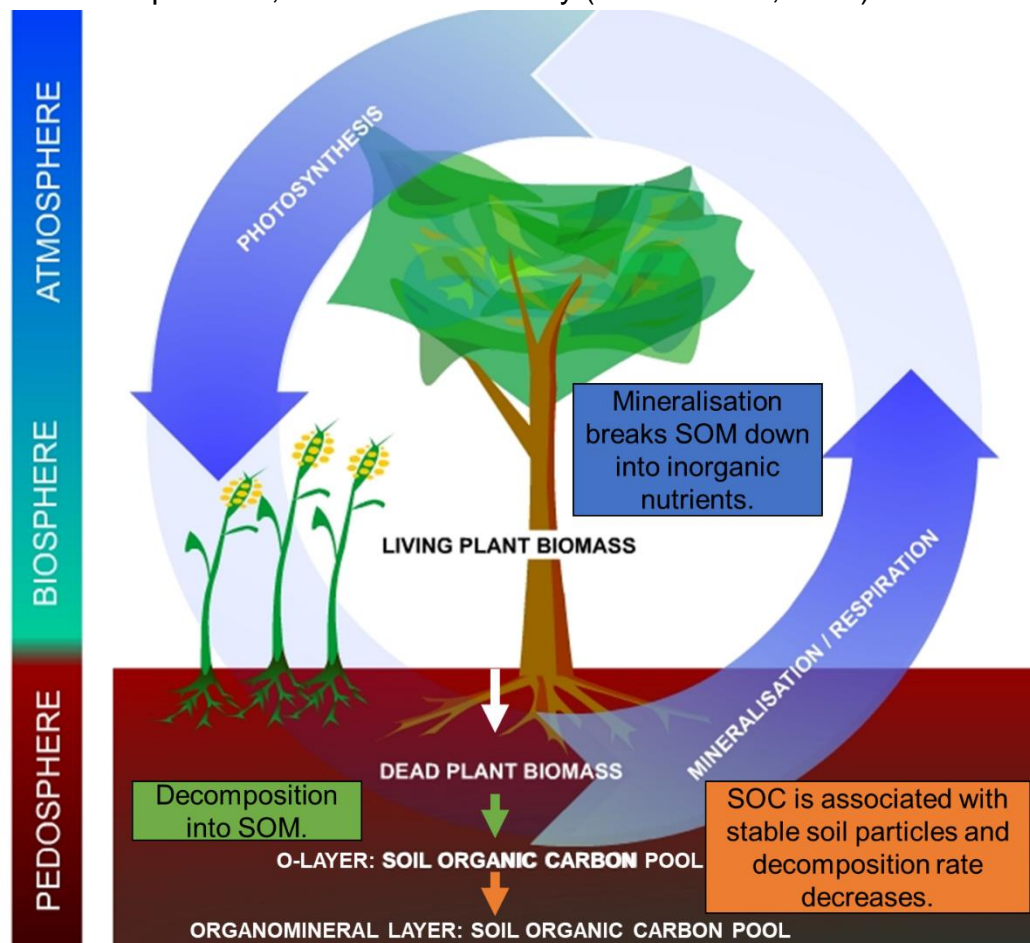 ATMOSPHERE
BIOSPHERE
PEDOSPHERE
PHOTOSYNTHESIS
Mineralisation
breaks SOM down
into inorganic
nutrients.
LIVING PLANT BIOMASS
MINERALISATION / RESPIRATION
DEAD PLANT BIOMASS
Decomposition
into SOM.
SOC is associated with
stable soil particles and
decomposition rate
decreases.
O-LAYER: SOIL ORGANIC CARBON POOL
ORGANOMINERAL LAYER: SOIL ORGANIC CARBON POOL